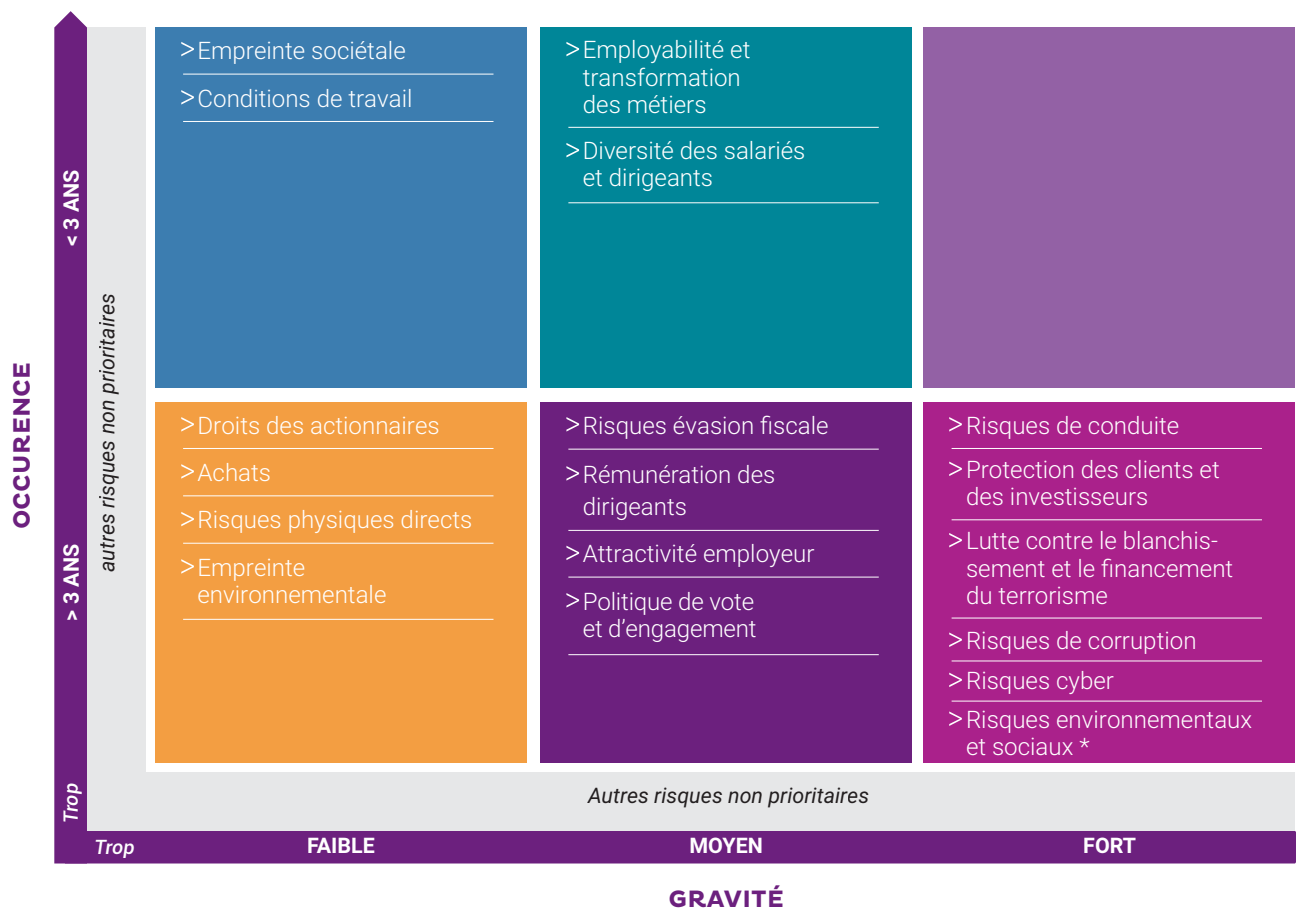 OCCURENCE
< 3 ANS
> 3 ANS
Trop
autres risques non prioritaires
>Empreinte sociétale
>Conditions de travail
>Employabilité et
transformation
des métiers
>Diversité des salariés
et dirigeants
>Droits des actionnaires
>Achats
>Risques physiques directs
>Empreinte
environnementale
>Risques évasion fiscale
>Rémunération des
dirigeants
>Attractivité employeur
>Politique de vote
et d'engagement
>Risques de conduite
>Protection des clients et
des investisseurs
>Lutte contre le blanchis-
sement et le financement
du terrorisme
>Risques de corruption
>Risques cyber
>Risques environnementaux
et sociaux *
Autres risques non prioritaires
Trop
FAIBLE
MOYEN
FORT
GRAVITÉ